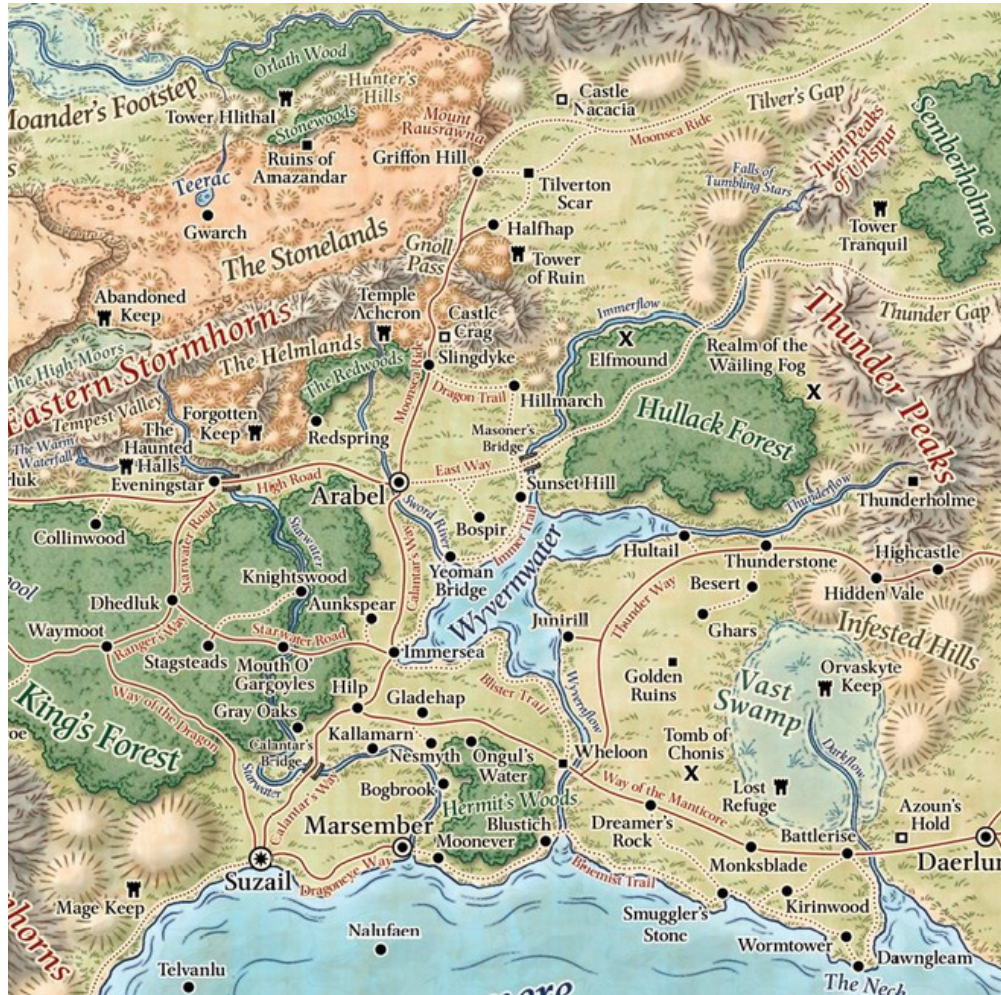 Orlath Wood
Hunter's
Hills
Moander's Footstep
Tower Hlithal
Stonewoods
Mount
Rausrawna
Castle
Nacacia
Tilver's Gap
Moonsea Ride
Semberholme
Ruins of
Amazandar
Griffon Hill
Twin Peaks
of Urlspur
Falls of
Tumbling Stars
Teerac
Tilverton
Scar
Gwarch
Halfhap
Tower
Tranquil
The Stonelands
Gnoll
Pass
Tower
of Ruin
Abandoned
Keep
Temple
Acheron
Thunder Peaks
Thunder Gap
Immerflow
Eastern Stormhorns
The Helmlands
Castle
Crag
Slingdyke
Elfmound
Realm of the
Wailing Fog
The High Moors
The Redwoods
Moonsea Ride
Dragon Trail
Hillmarch
Tempest Valley
Forgotten
Keep
Hullack Forest
The Warm
Waterfall
The
Haunted
Halls
Redspring
Masoner's
Bridge
rluk
Eveningstar
High Road
Arabel
East Way
Sunset Hill
Thunderflow
Thunderholme
Collinwood
Starwater Road
Starwater
Sword River
Calantar's Way
Bospir
Immer Trail
Hultail
Thunderstone
Highcastle
pool
Knightswood
Yeoman
Bridge
Wyvernwater
Thunder Way
Besert
Hidden Vale
Dhedluk
Aunkspear
Junirill
Ghars
Infested Hills
Waymoot
Ranger's Way
Starwater Road
Stagsteads
Mouth O'
Gargoyles
Immersea
Golden
Ruins
Vast
Swamp
Orvaskyte
Keep
Blister Trail
Wyvernflow
Way of the Dragon
Hilp
Gladehap
King's Forest
Gray Oaks
Kallamarn
Calantar's
Bridge
Nesmyth
Ongul's
Water
Wheloon
Tomb of
Chonis
Darkflow
Starwater
Calantar's Way
Bogbrook
Hermit's Woods
Way of the Manticore
Lost
Refuge
Azoun's
Hold
Marsember
Moonever
Blustich
Dreamer's
Rock
Battlerise
Monksblade
Daerlun
Suzail
Dragoneye Way
Bluemist Trail
Mage Keep
Smuggler's
Stone
Kirinwood
Nalufaen
Wormtower
Dawngleam
Telvanlu
The Neck